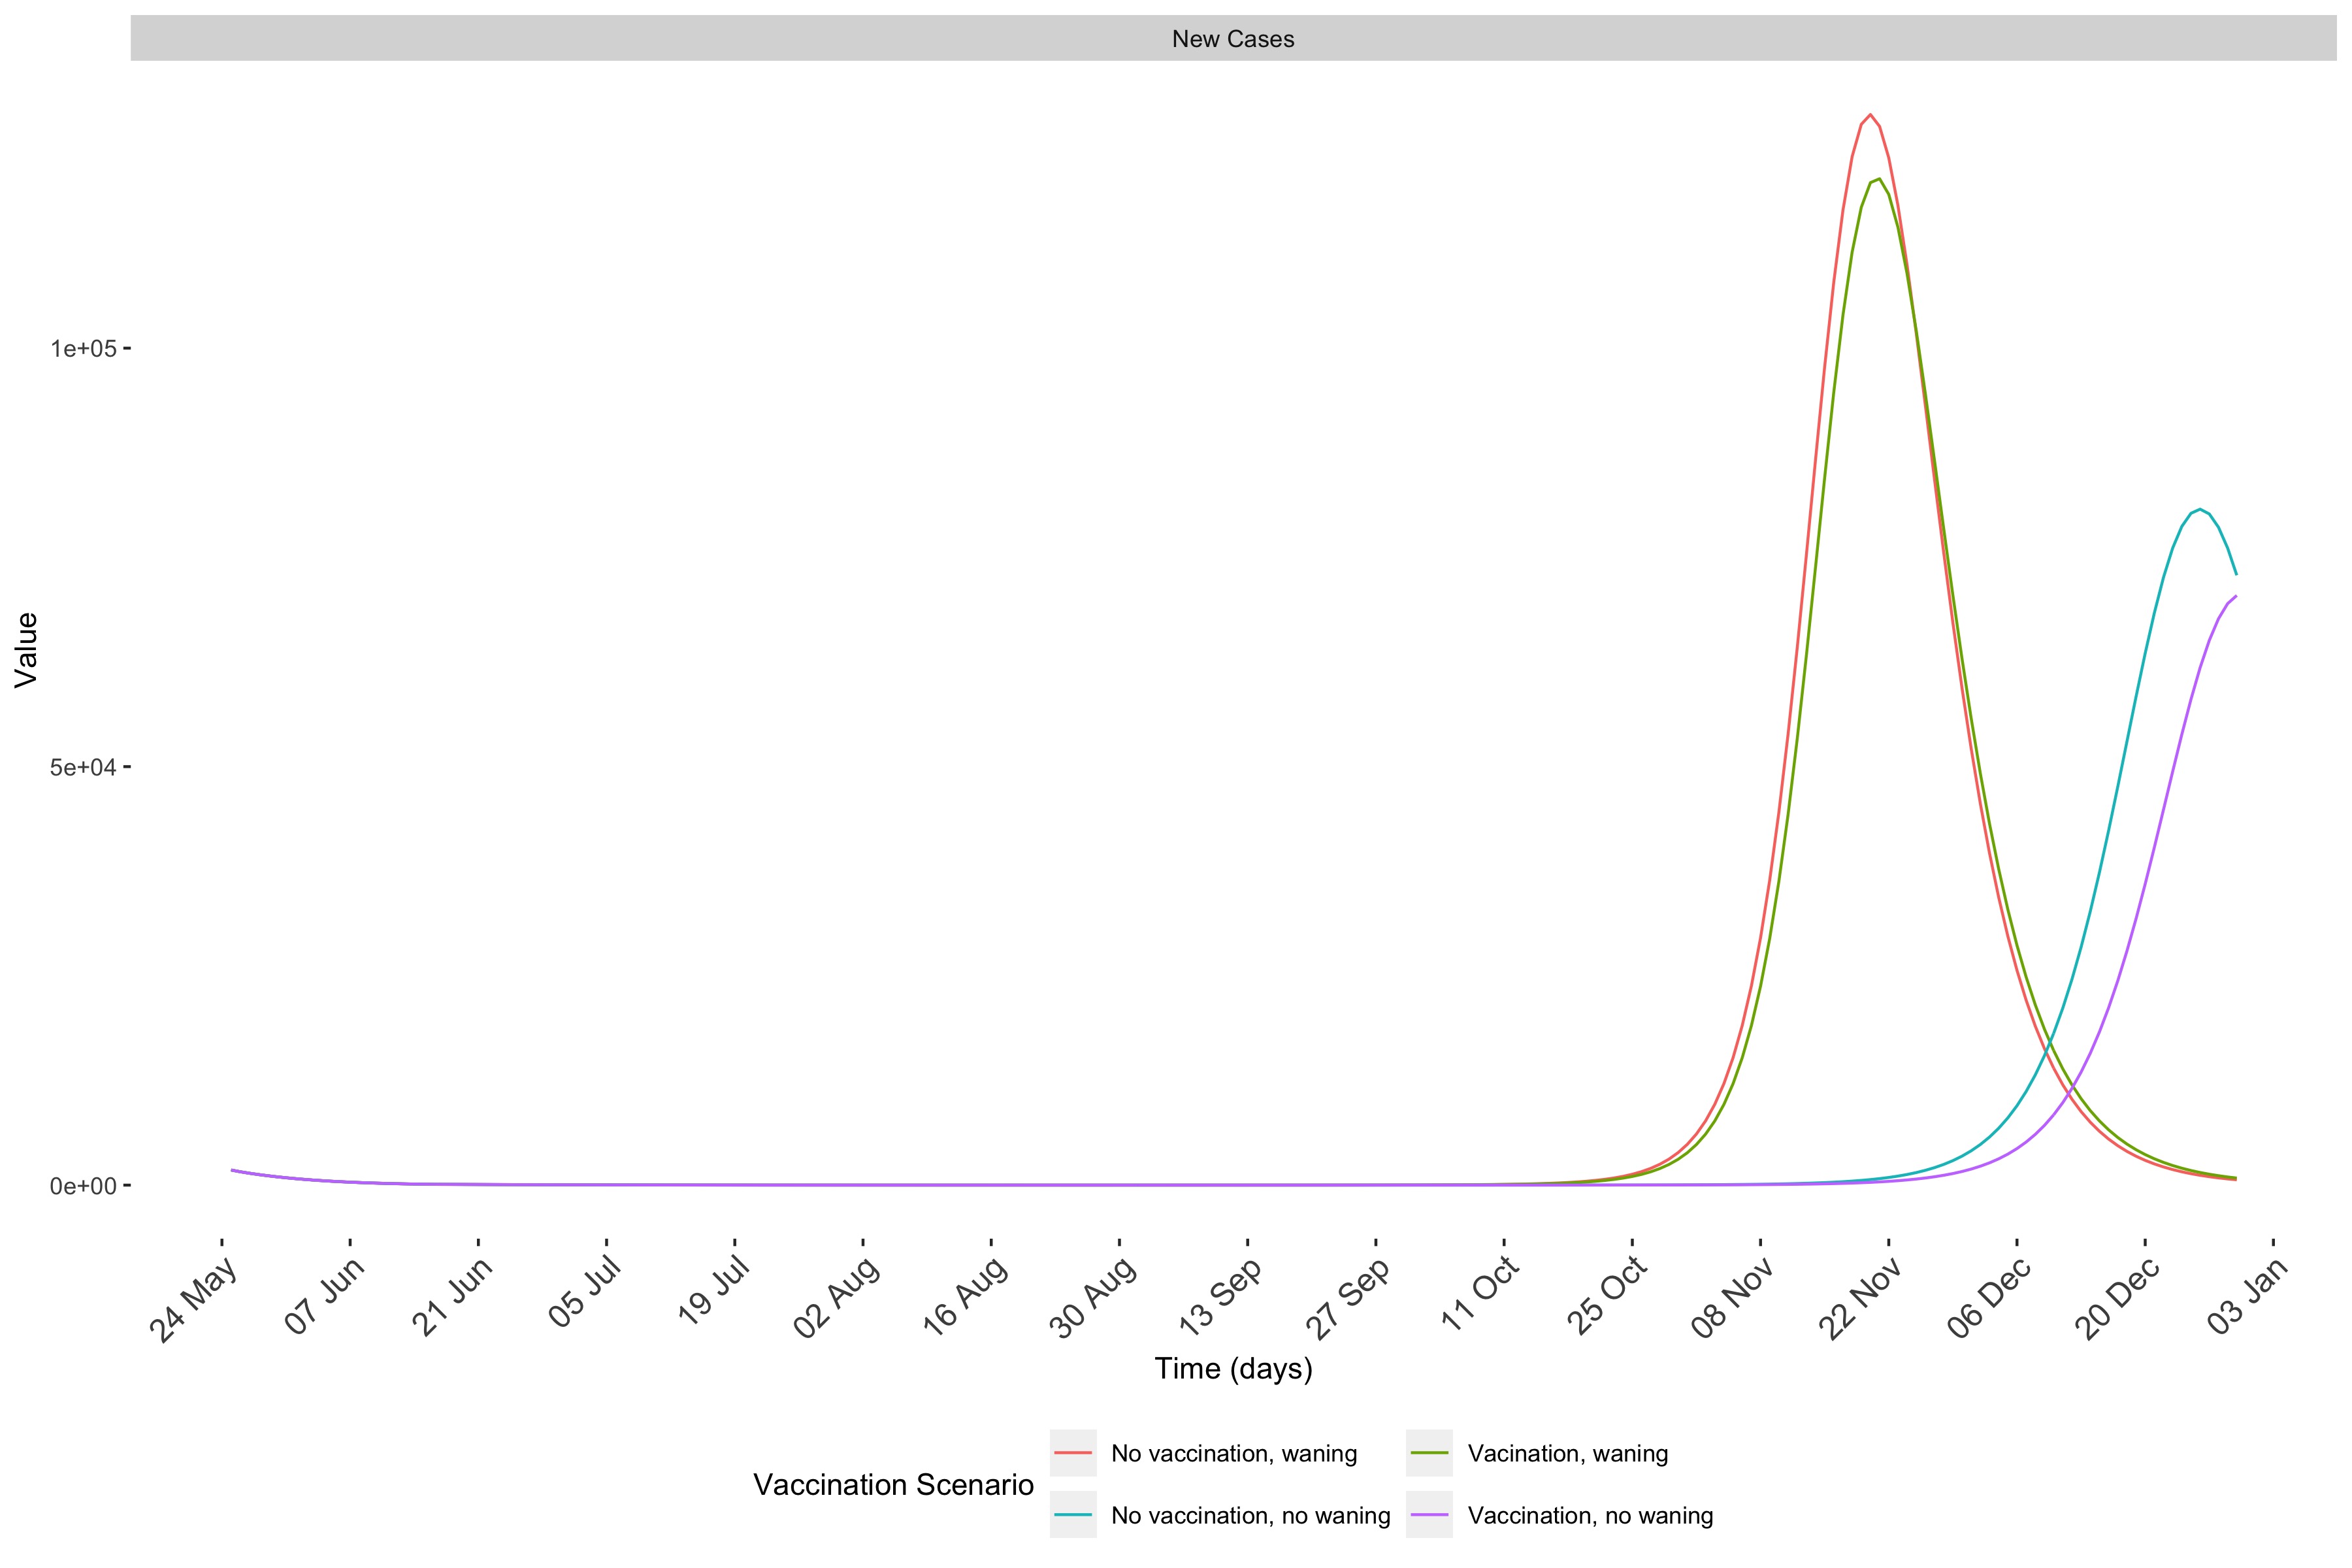 New Cases
1e+05
5e+04
0e+00
Value
24 May
07 Jun
21 Jun
05 Jul
19 Jul
02 Aug
16 Aug
30 Aug
13 Sep
27 Sep
11 Oct
25 Oct
08 Nov
22 Nov
06 Dec
20 Dec
03 Jan
Time (days)
Vaccination Scenario
No vaccination, waning
Vacination, waning
No vaccination, no waning
Vaccination, no waning